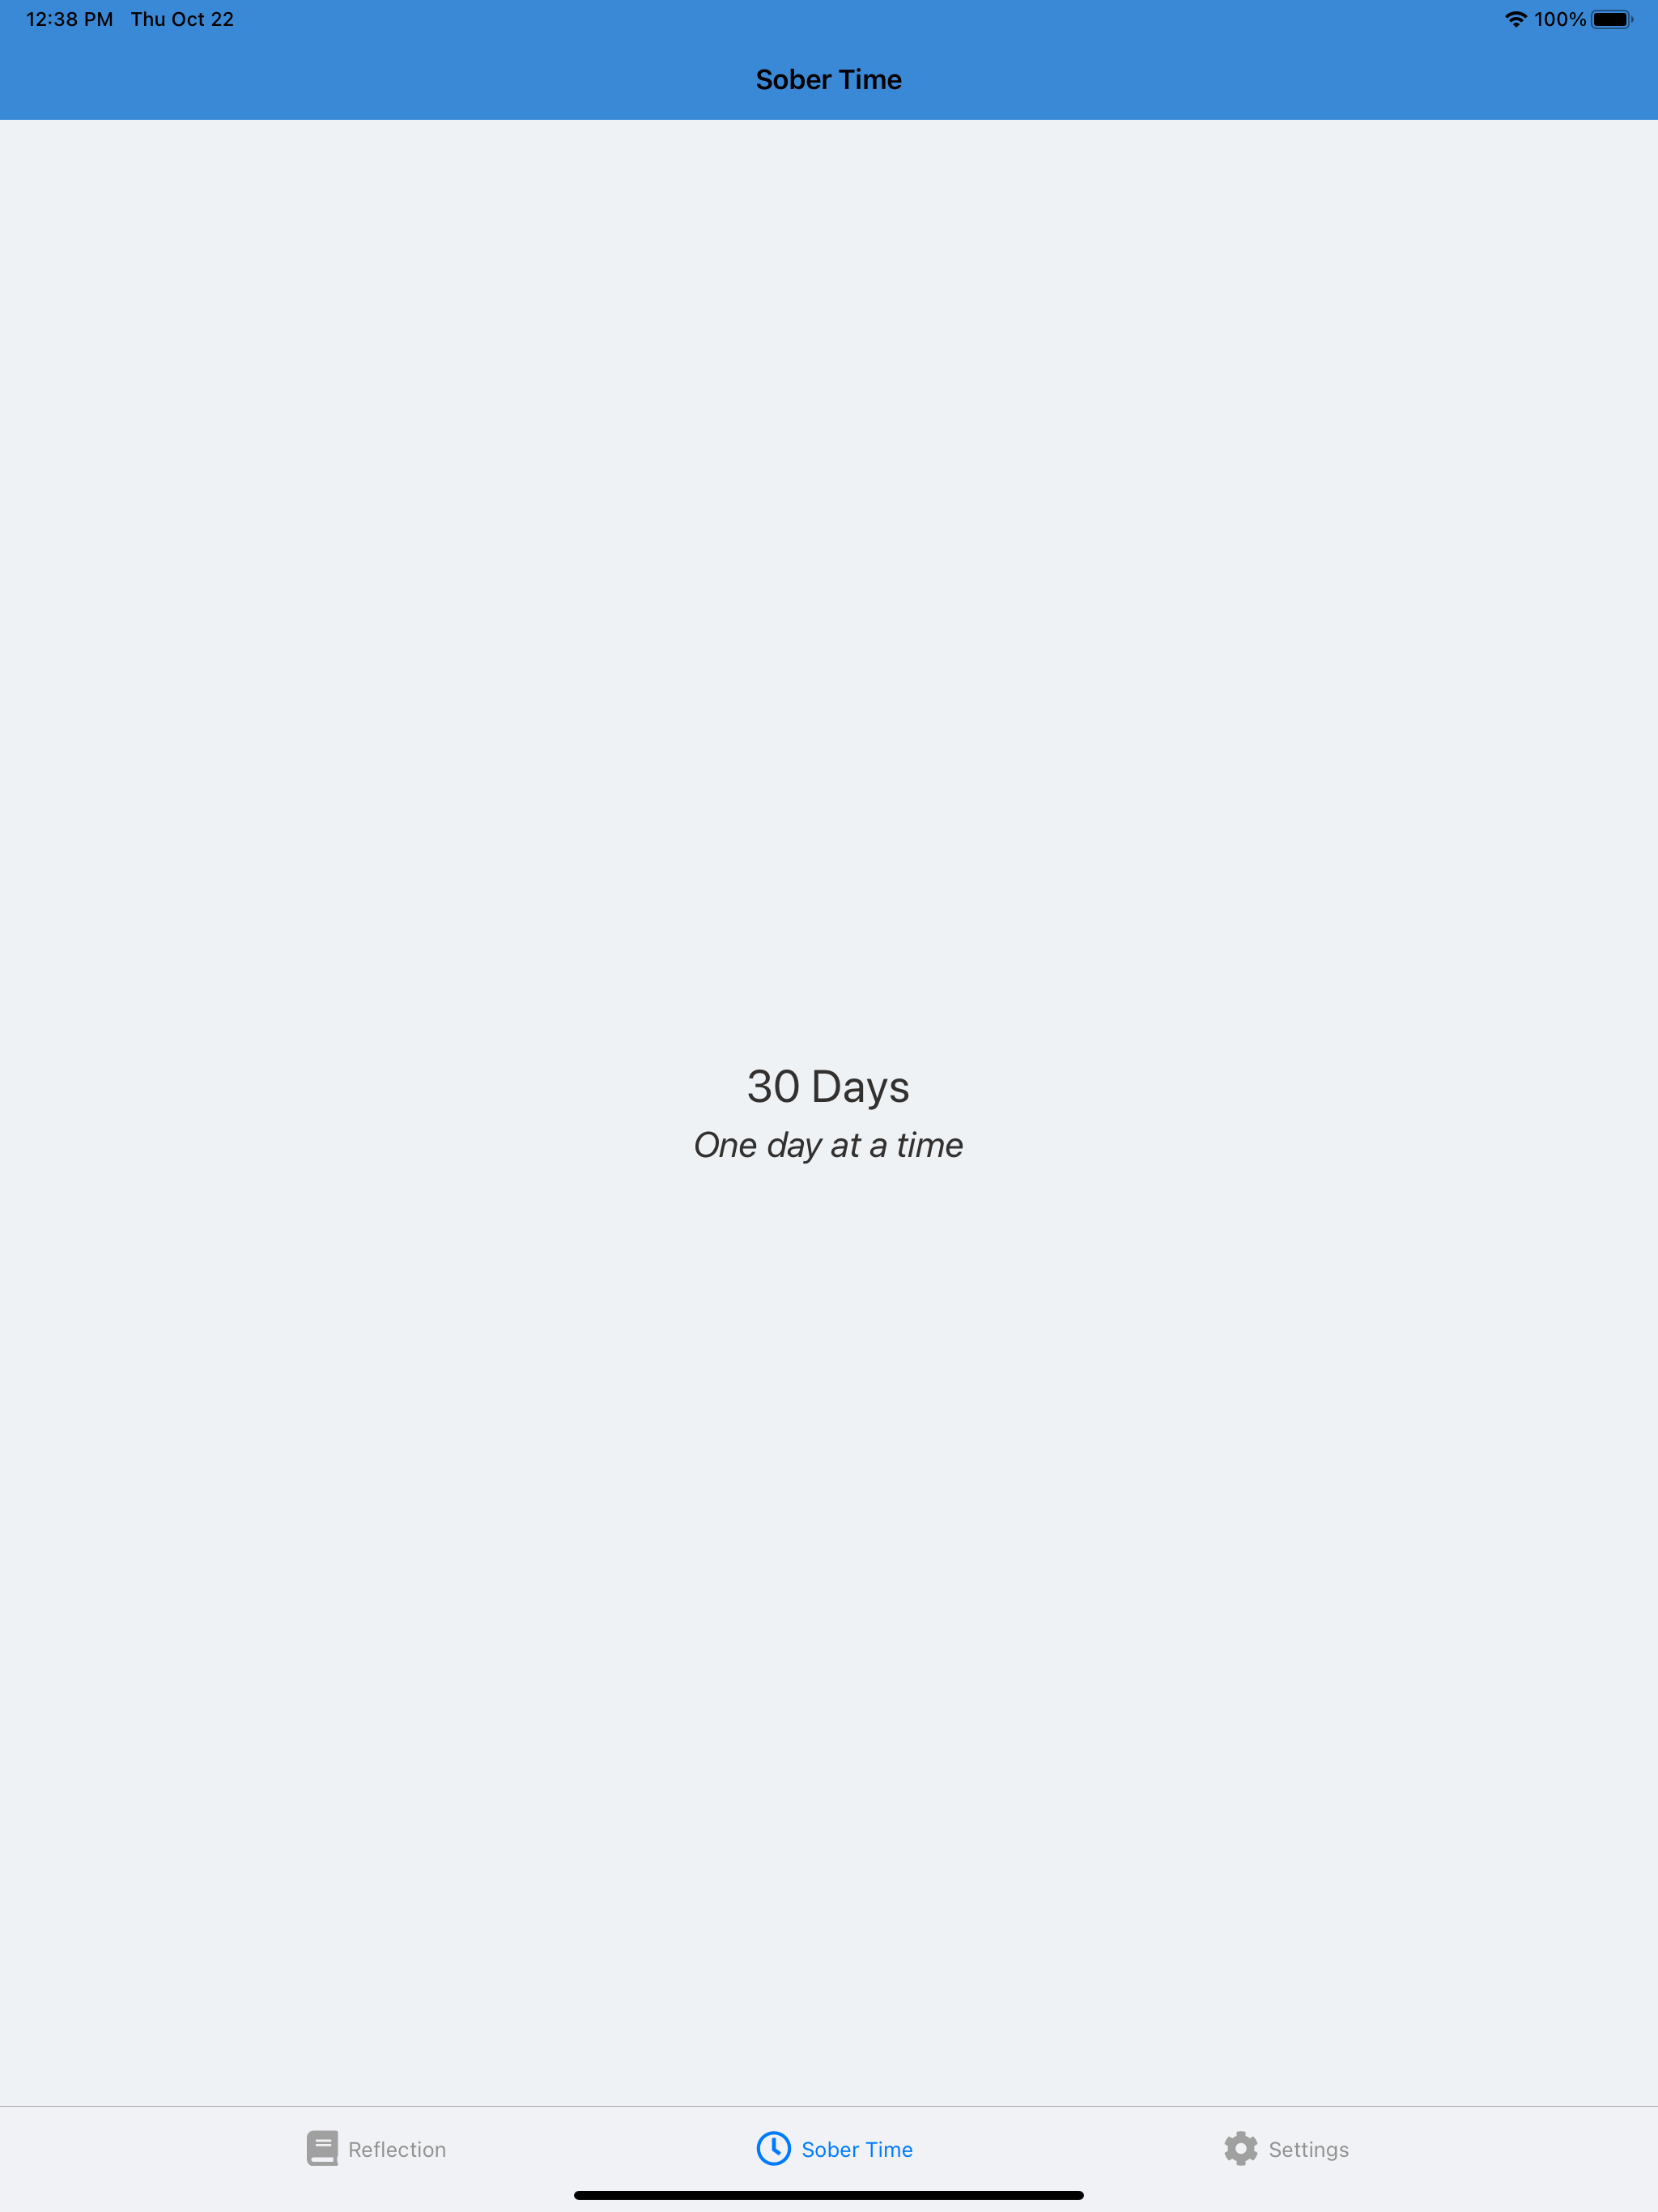 12:38 PM Thu Oct 22 100%
Sober Time
30 Days
One day at a time
Reflection Sober Time Settings